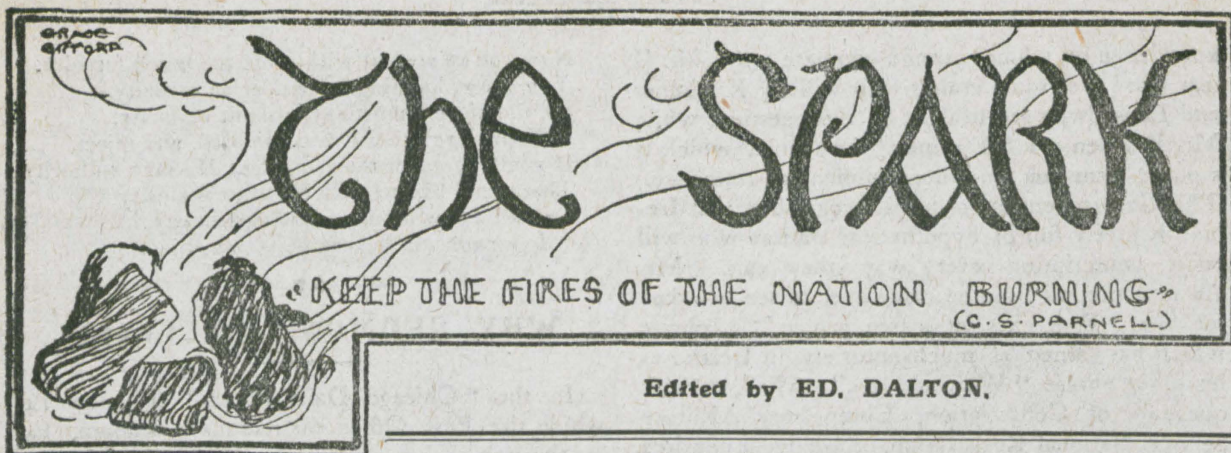 GRACE
GIFFORD
The SPARK
"KEEP THE FIRES OF THE NATION BURNING"
(C. S. PARNELL)
Edited by ED. DALTON.